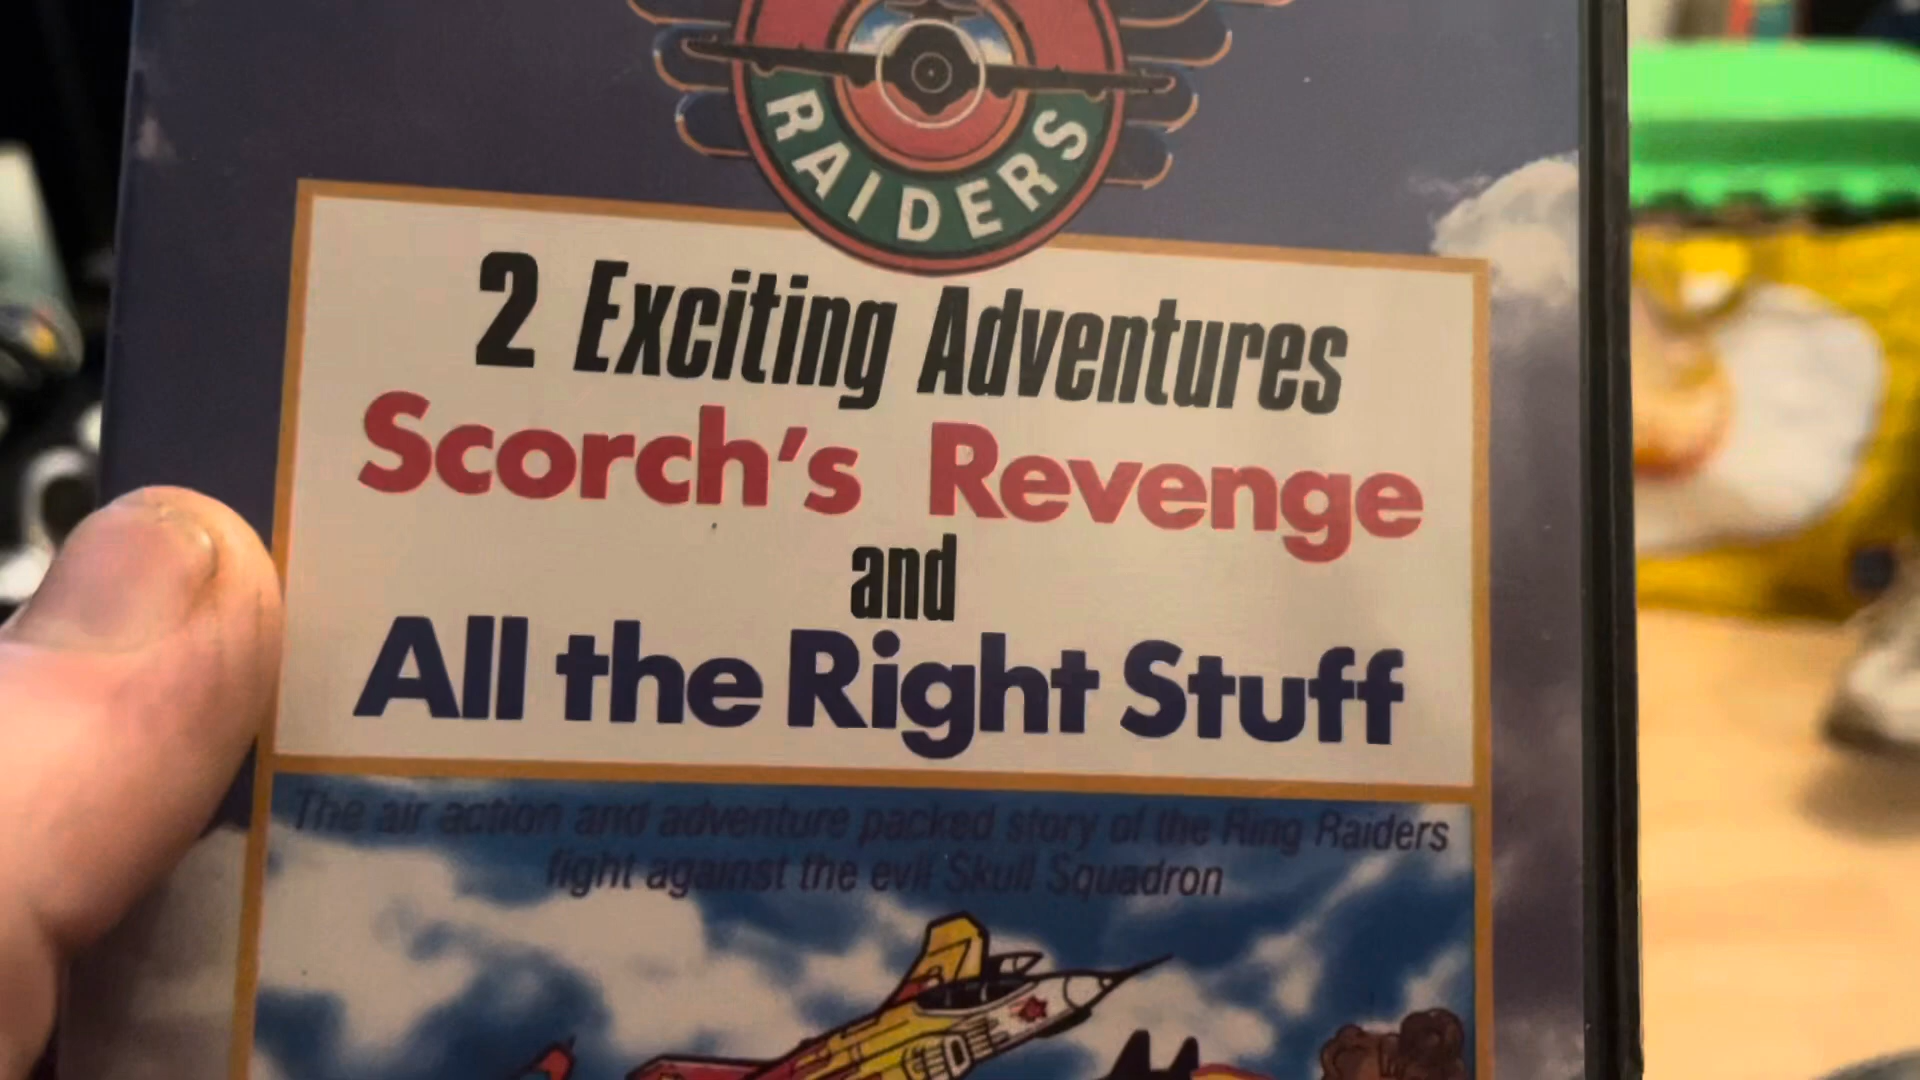 RAIDERS
2 Exciting Adventures
Scorch's Revenge
and
All the Right Stuff
The air action and adventure packed story of the Ring Raiders
fight against the evil Skull Squadron